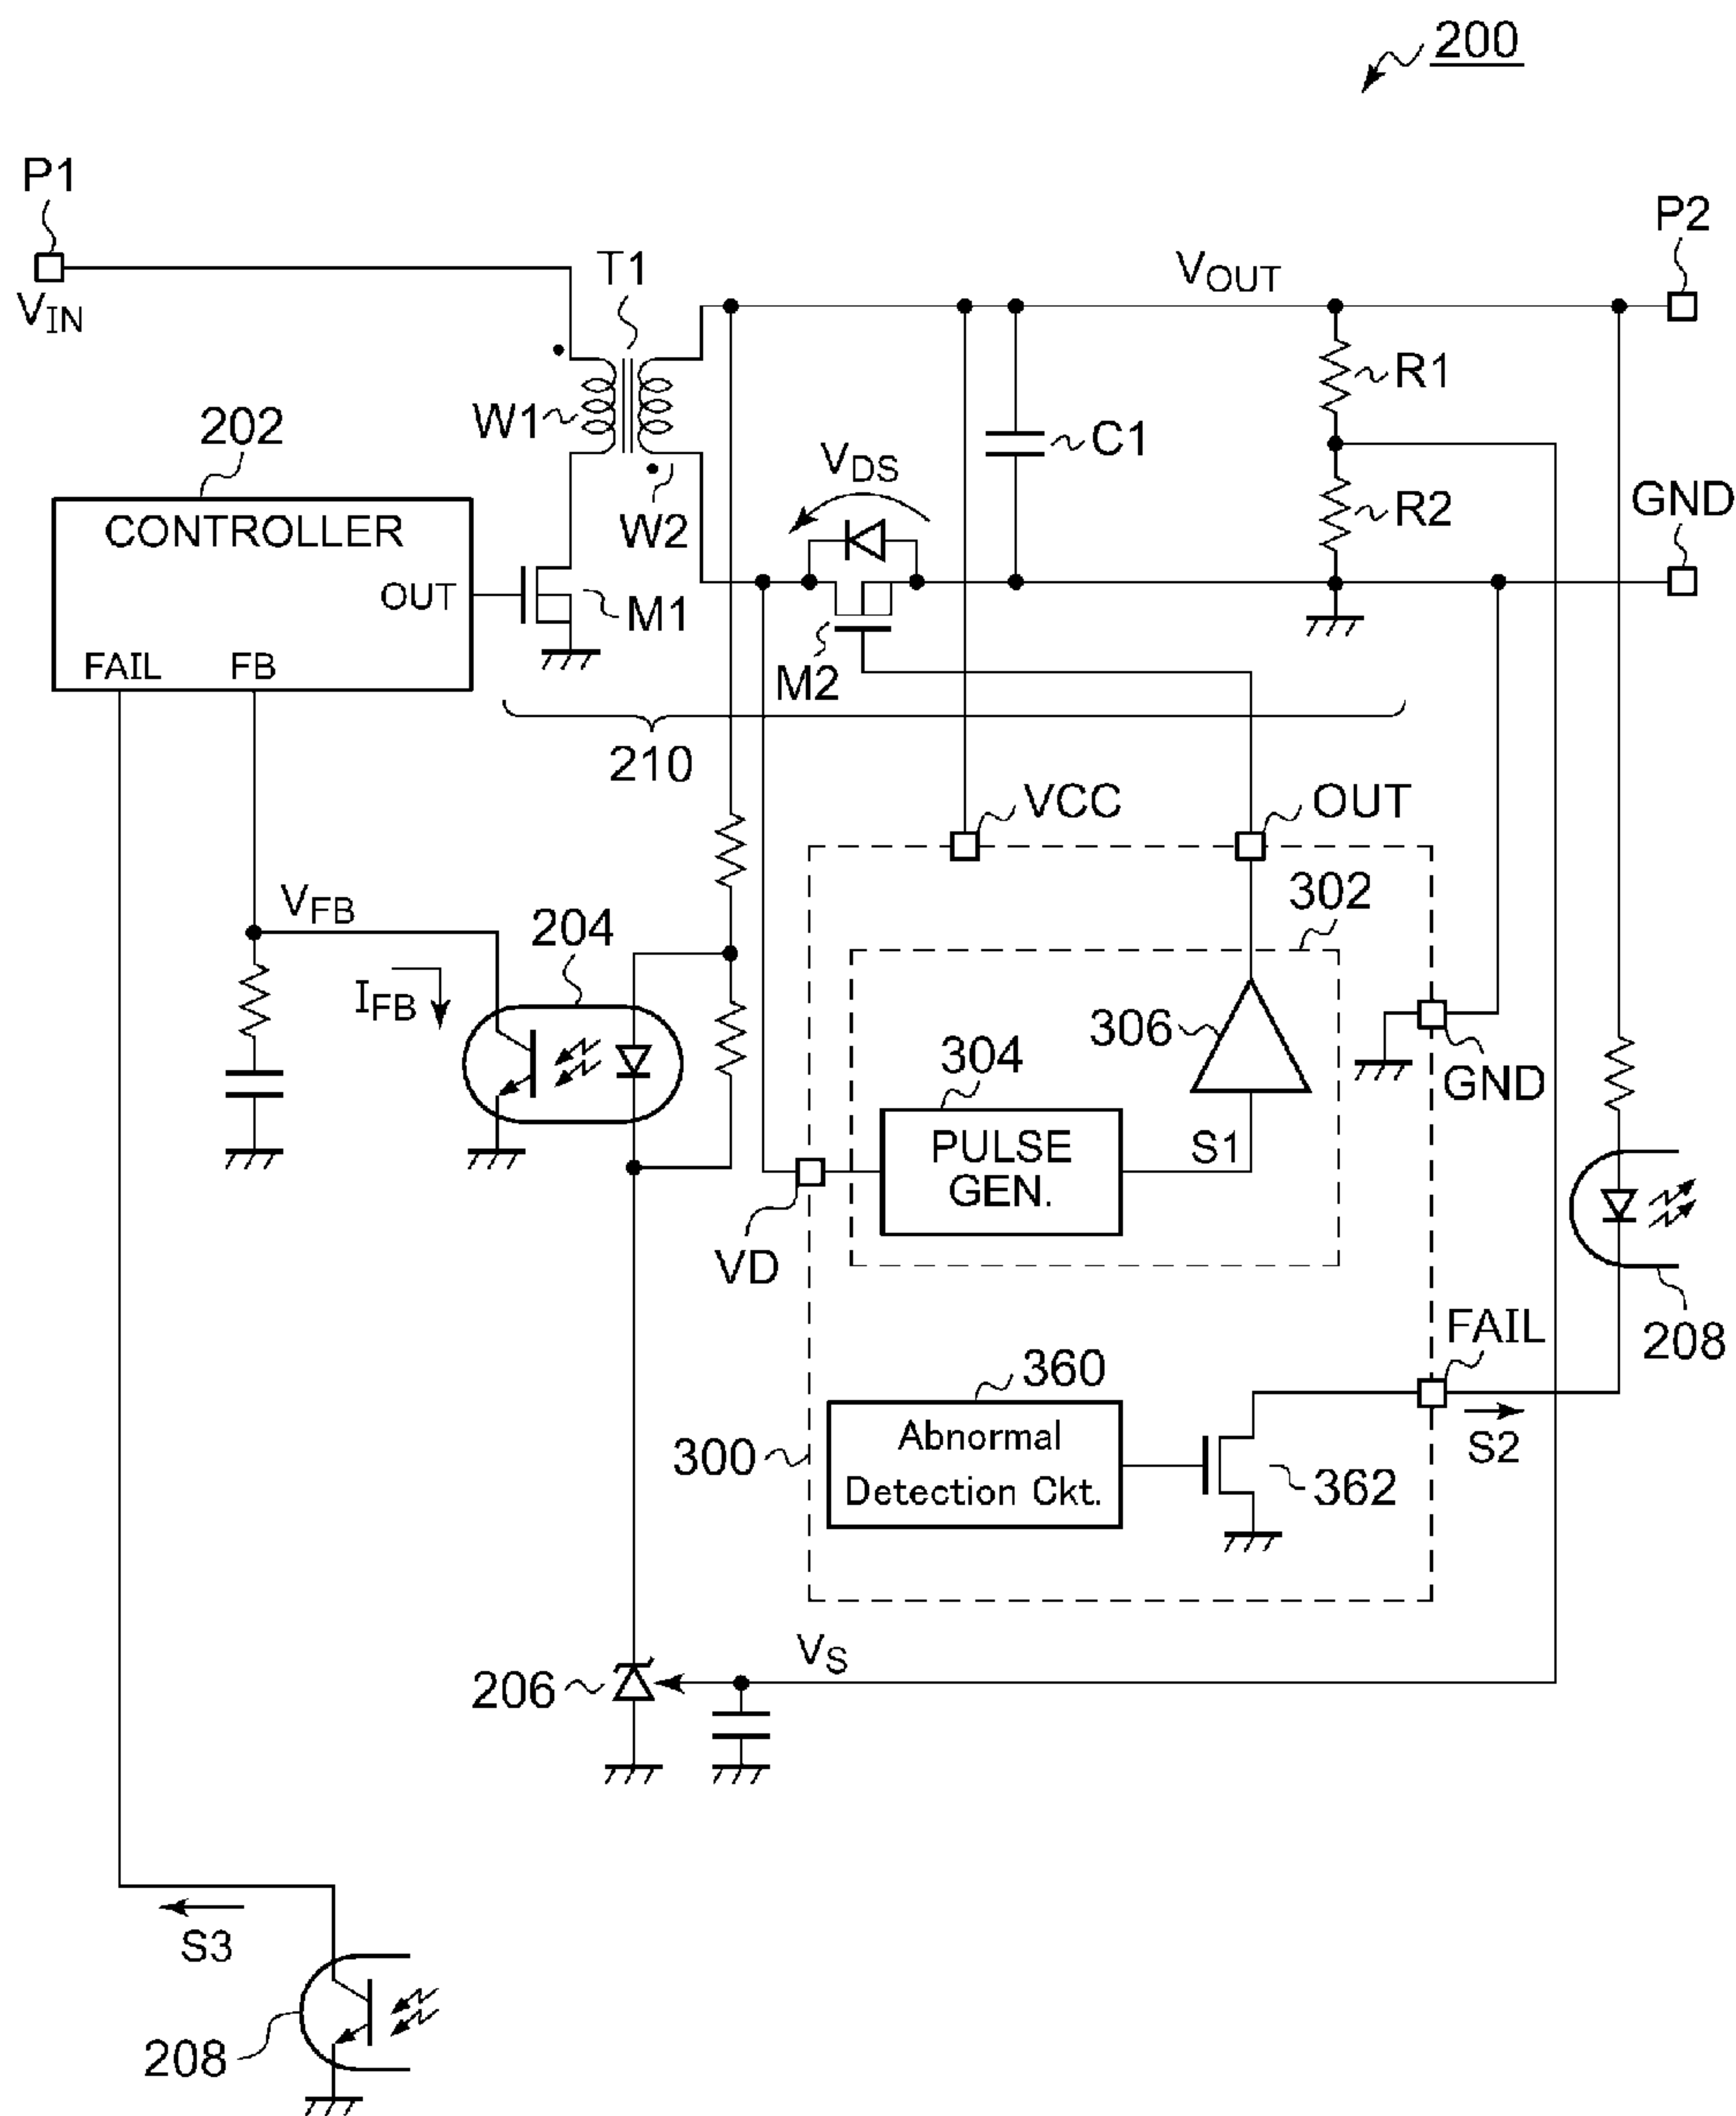 200
P1
P2
VIN
T1
VOUT
R1
W1
C1
202
VDS
R2
GND
CONTROLLER
W2
OUT
M1
FAIL
FB
M2
210
VCC
OUT
302
VFB
204
IFB
306
304
GND
PULSE
GEN.
S1
VD
FAIL
208
360
Abnormal
Detection Ckt.
300
S2
362
VS
206
S3
208